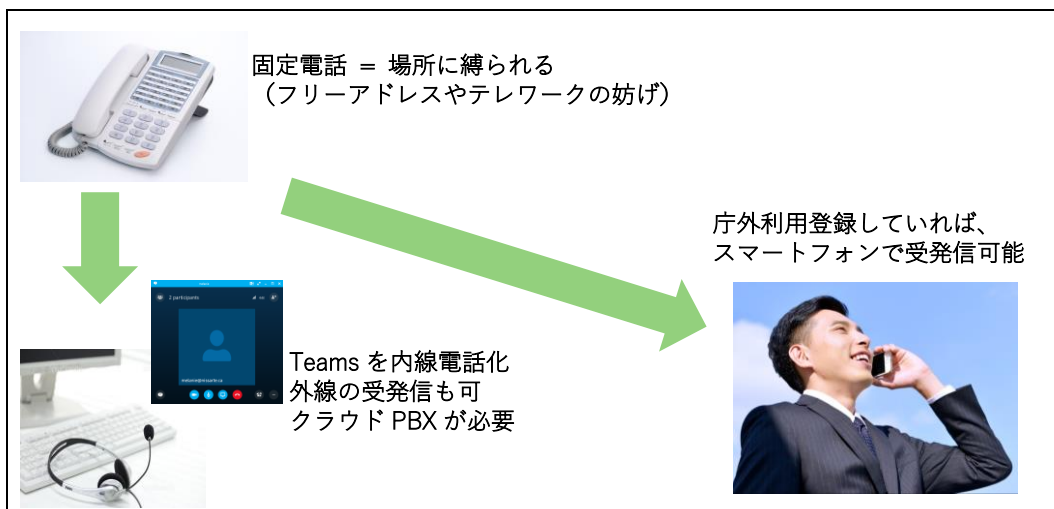 固定電話 = 場所に縛られる
（フリーアドレスやテレワークの妨げ）
庁外利用登録していれば、
スマートフォンで受発信可能
2 participants
Teams を内線電話化
外線の受発信も可
クラウド PBX が必要